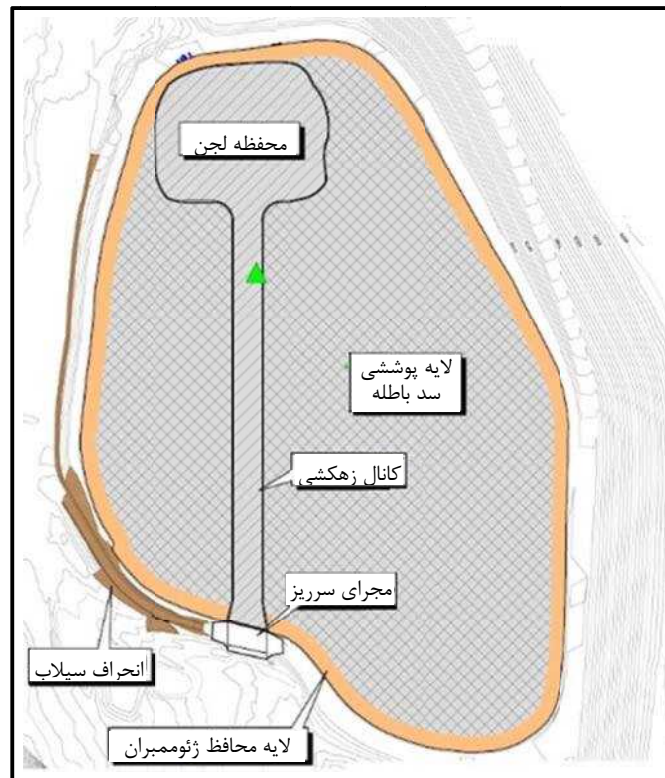 محفظه لجن
لایه پوششی
سد باطله
کانال زهکشی
مجرای سرریز
انحراف سیلاب
لایه محافظ ژئوممبران